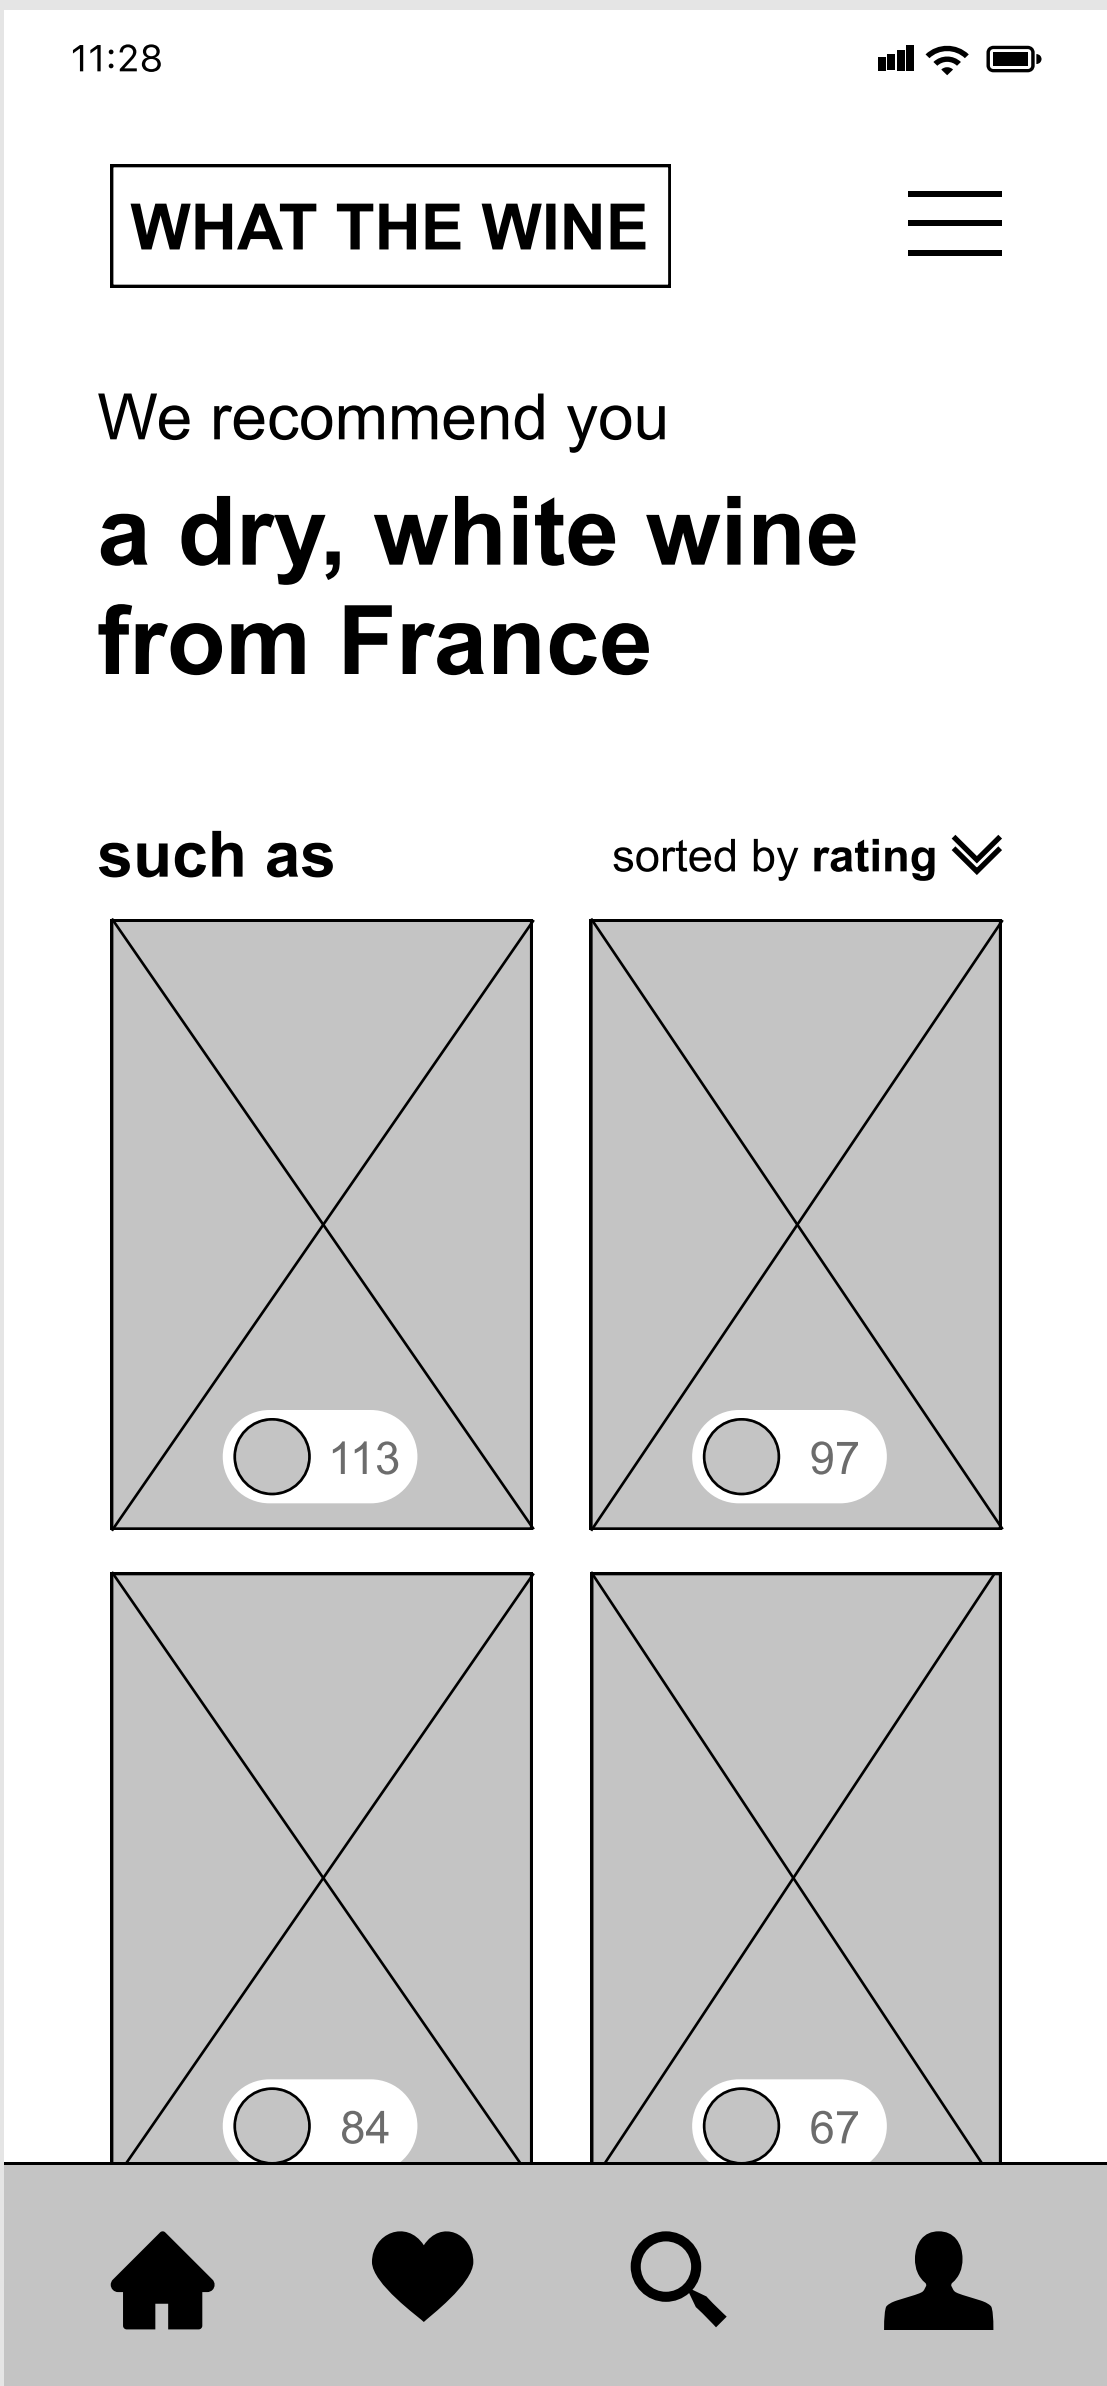 11:28
WHAT THE WINE
We recommend you
a dry, white wine
from France
such as
sorted by rating
113
97
84
67